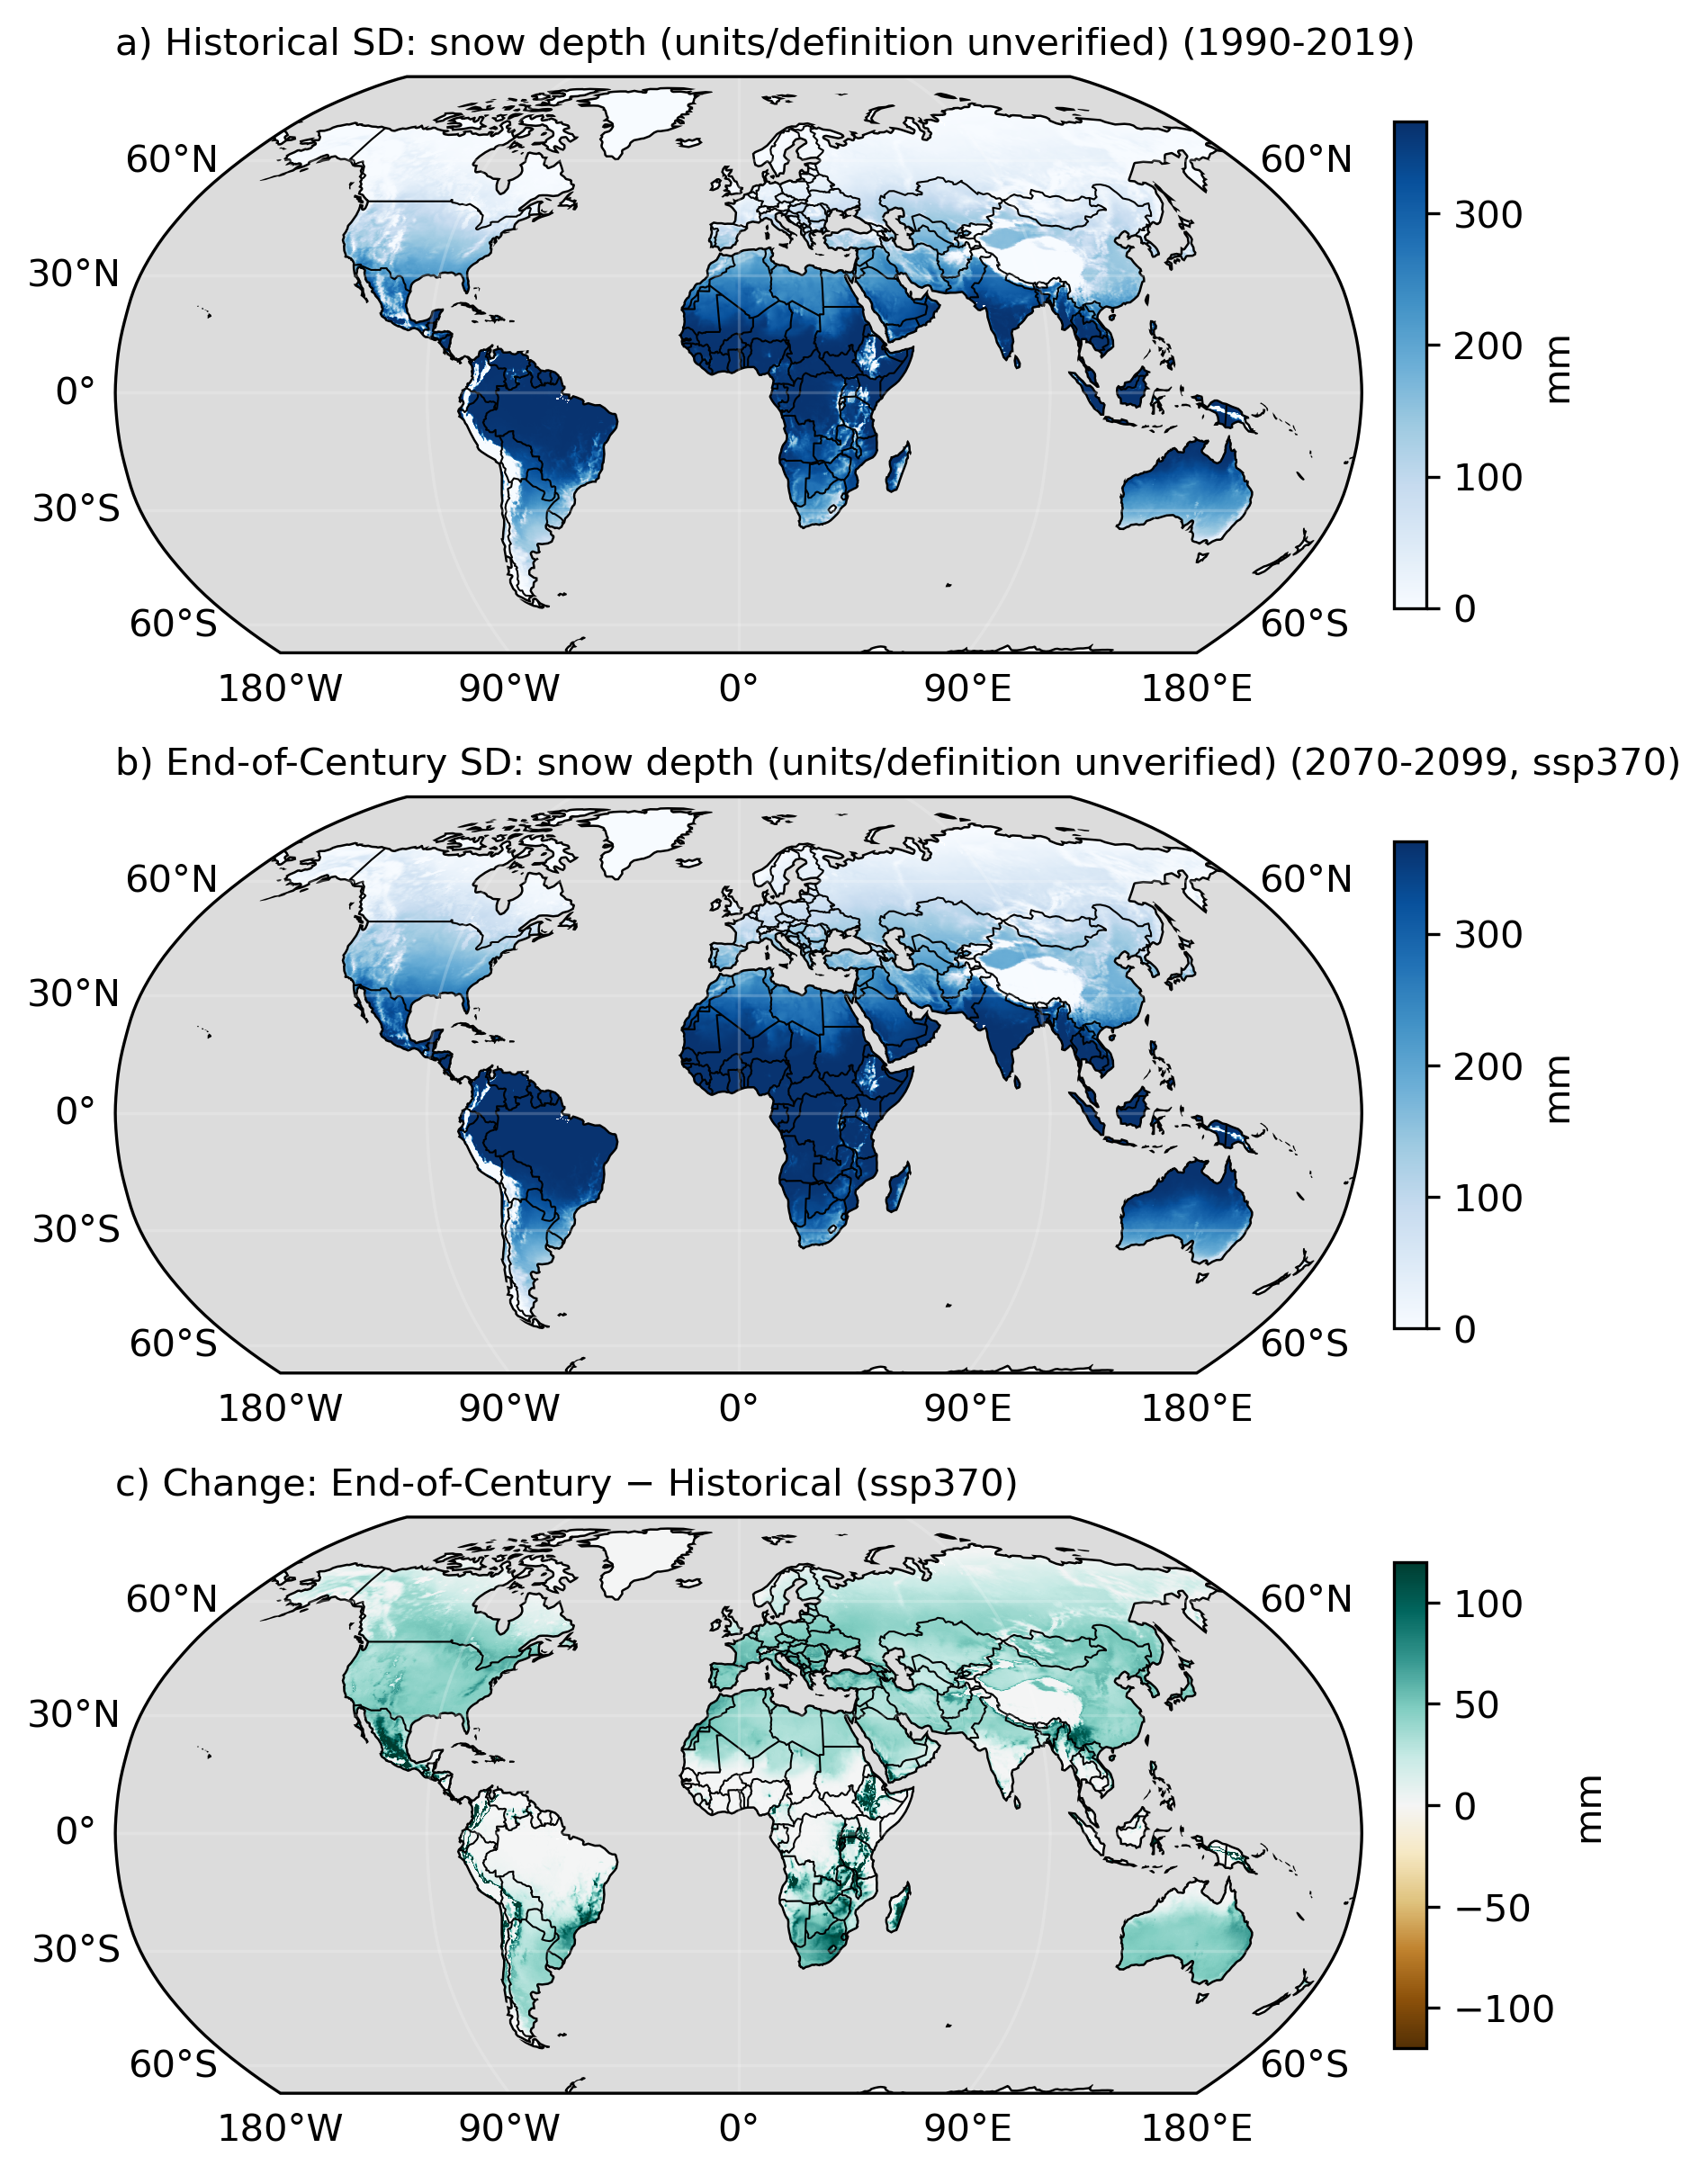 a) Historical SD: snow depth (units/definition unverified) (1990-2019)
60°N
60°N
30°N
0°
30°S
60°S
60°S
180°W 90°W 0° 90°E 180°E
300
200
100
0
mm
b) End-of-Century SD: snow depth (units/definition unverified) (2070-2099, ssp370)
60°N
60°N
30°N
0°
30°S
60°S
60°S
180°W 90°W 0° 90°E 180°E
300
200
100
0
mm
c) Change: End-of-Century − Historical (ssp370)
60°N
60°N
30°N
0°
30°S
60°S
60°S
180°W 90°W 0° 90°E 180°E
100
50
0
−50
−100
mm